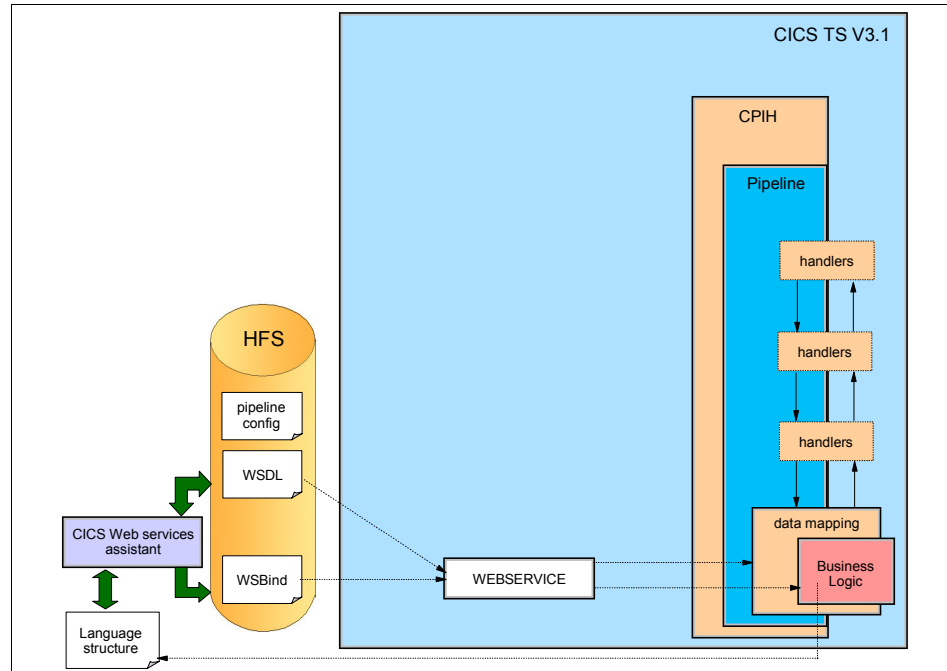 CICS TS V3.1
CPIH
Pipeline
handlers
handlers
handlers
data mapping
Business
Logic
HFS
pipeline
config
WSDL
WSBind
CICS Web services
assistant
Language
structure
WEBSERVICE